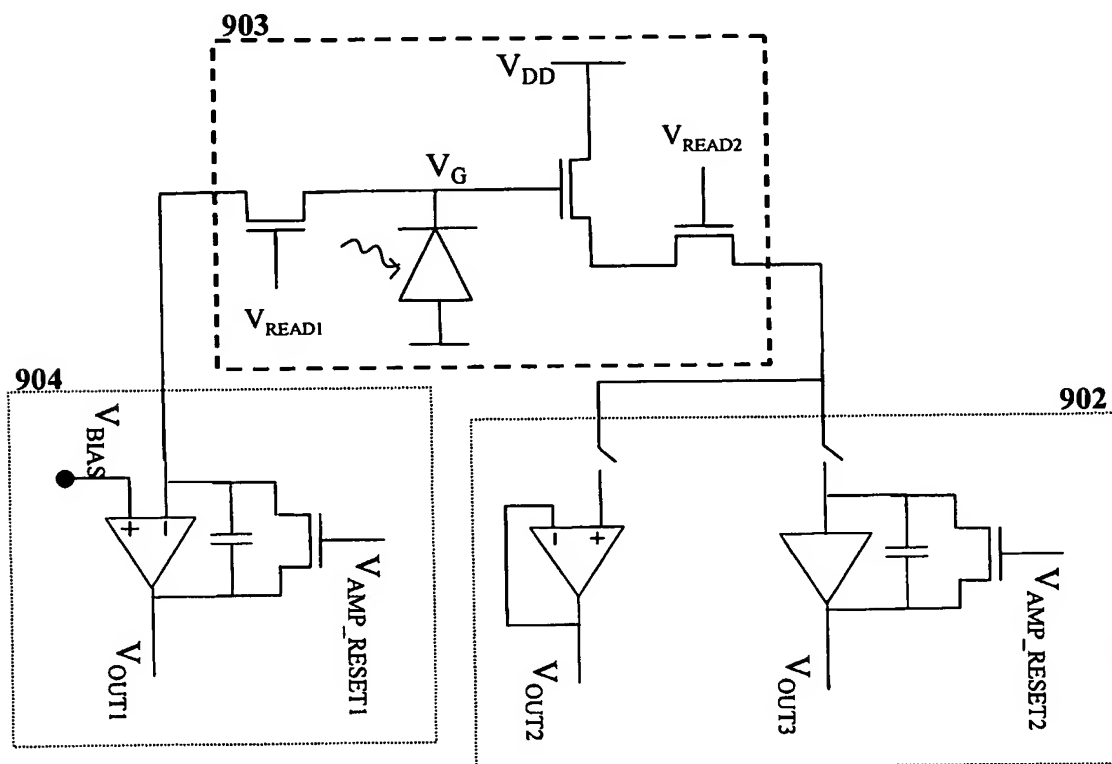 903
V_DD
V_READ2
V_G
V_READ1
904
902
V_BIAS
+
−
−
+
V_OUT1
V_AMP_RESET1
V_OUT2
V_OUT3
V_AMP_RESET2